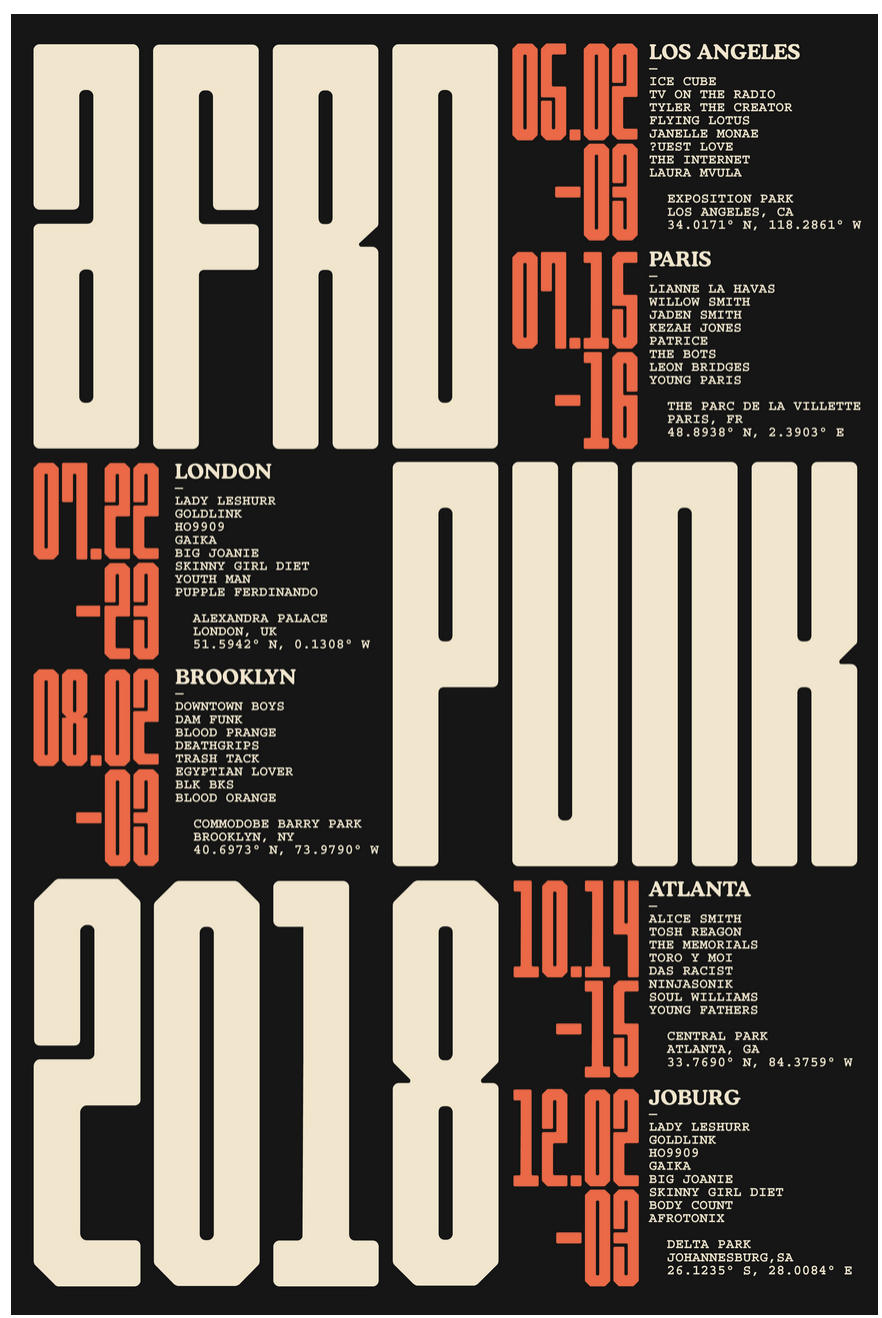 AFRO
05.02
-03
LOS ANGELES
—
ICE CUBE
TV ON THE RADIO
TYLER THE CREATOR
FLYING LOTUS
JANELLE MONAE
?UEST LOVE
THE INTERNET
LAURA MVULA
EXPOSITION PARK
LOS ANGELES, CA
34.0171° N, 118.2861° W
07.15
-16
PARIS
—
LIANNE LA HAVAS
WILLOW SMITH
JADEN SMITH
KEZAH JONES
PATRICE
THE BOTS
LEON BRIDGES
YOUNG PARIS
THE PARC DE LA VILLETTE
PARIS, FR
48.8938° N, 2.3903° E
07.22
-23
LONDON
—
LADY LESHURR
GOLDLINK
HO9909
GAIKA
BIG JOANIE
SKINNY GIRL DIET
YOUTH MAN
PUPPLE FERDINANDO
ALEXANDRA PALACE
LONDON, UK
51.5942° N, 0.1308° W
08.02
-03
BROOKLYN
—
DOWNTOWN BOYS
DAM FUNK
BLOOD PRANGE
DEATHGRIPS
TRASH TACK
EGYPTIAN LOVER
BLK BKS
BLOOD ORANGE
COMMODOBE BARRY PARK
BROOKLYN, NY
40.6973° N, 73.9790° W
PUNK
2018
10.14
-15
ATLANTA
—
ALICE SMITH
TOSH REAGON
THE MEMORIALS
TORO Y MOI
DAS RACIST
NINJASONIK
SOUL WILLIAMS
YOUNG FATHERS
CENTRAL PARK
ATLANTA, GA
33.7690° N, 84.3759° W
12.02
-03
JOBURG
—
LADY LESHURR
GOLDLINK
HO9909
GAIKA
BIG JOANIE
SKINNY GIRL DIET
BODY COUNT
AFROTONIX
DELTA PARK
JOHANNESBURG,SA
26.1235° S, 28.0084° E